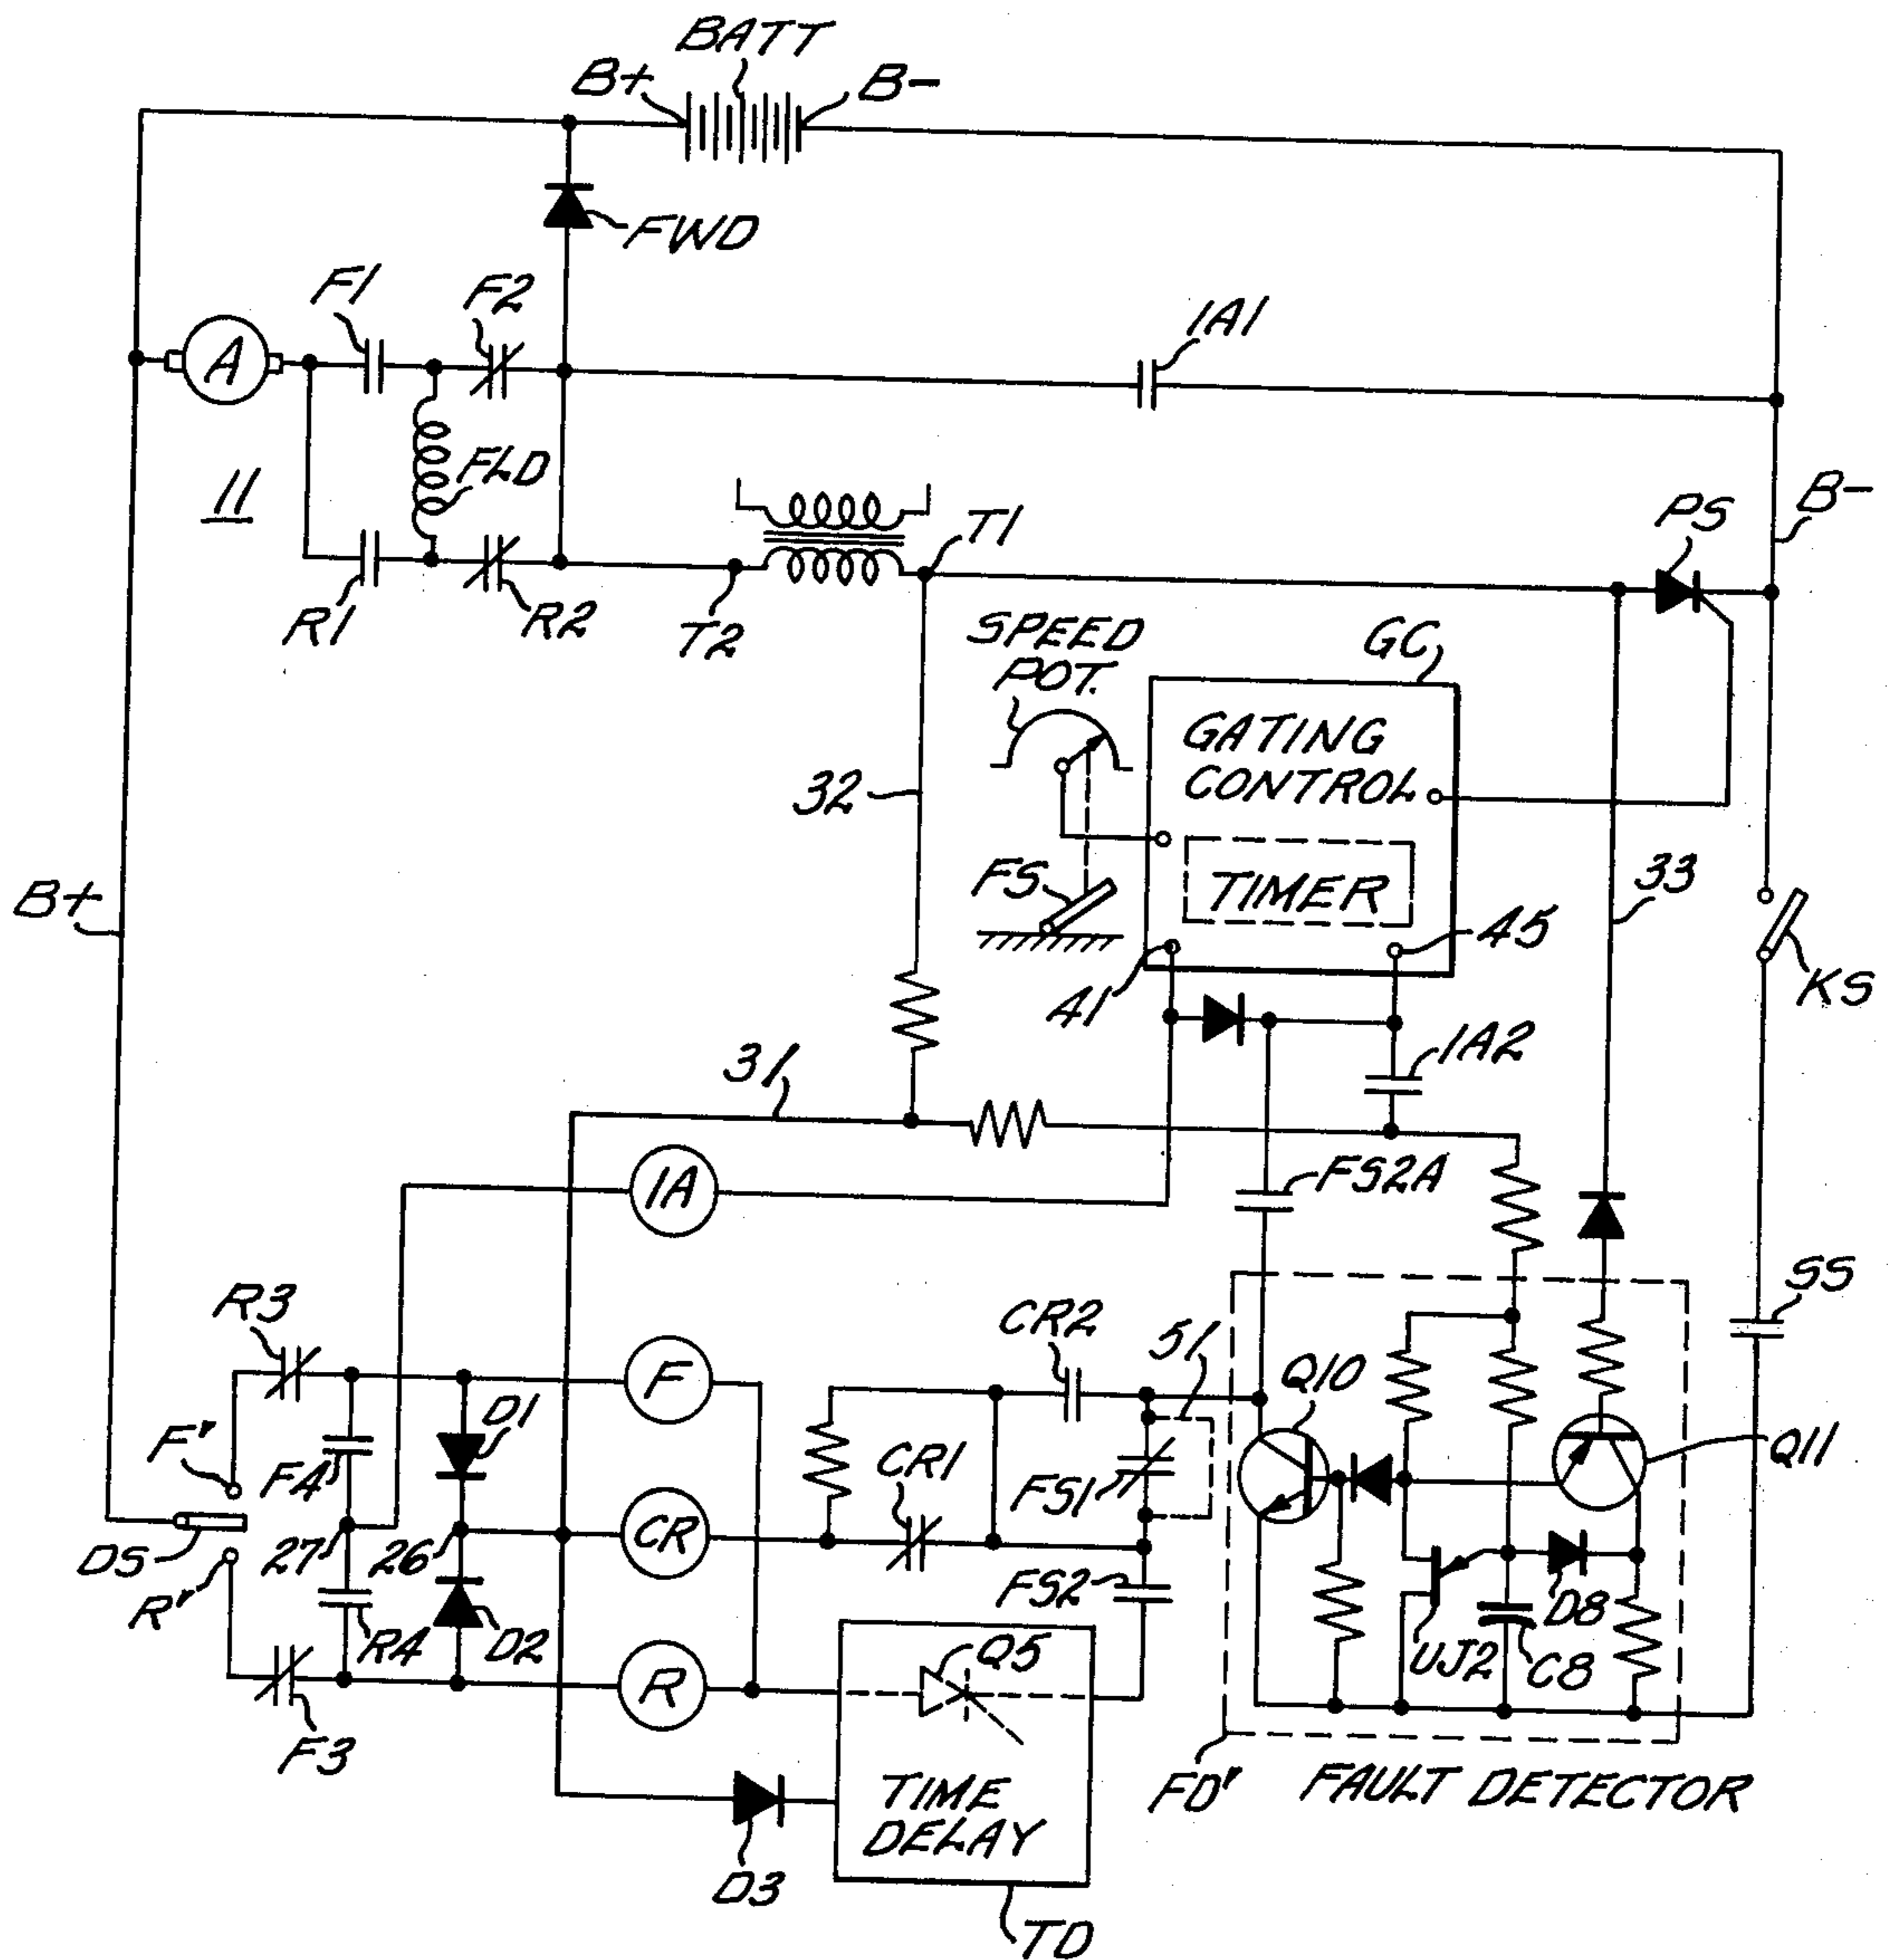 BATT
B+
B-
FWD
F1
F2
1A1
A
FLD
11
B-
PS
T1
R1
R2
T2
SPEED
POT.
GC
GATING
CONTROL
32
TIMER
FS
33
B+
45
41
KS
1A2
31
FS2A
1A
SS
R3
CR2
51
F
D1
Q10
F'
F4
CR1
FS1
Q11
CR
DS
27
26
R'
FS2
R4
D2
Q5
UJ2
C8
D8
R
F3
TIME
DELAY
FD'
FAULT DETECTOR
D3
TD